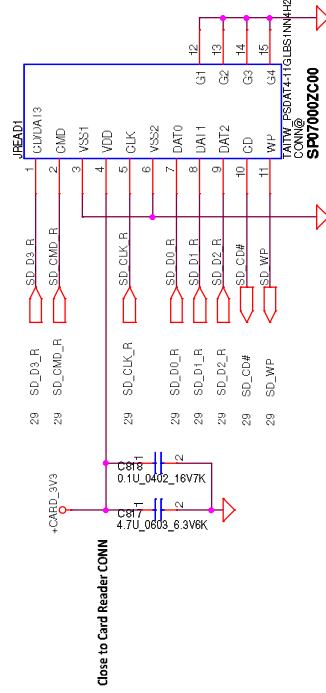 JREAD1
1 CD/DAT3
2 CMD
3 VSS1
4 VDD
5 CLK
6 VSS2
7 DAT0
8 DAT1
9 DAT2
10 CD
11 WP
12 G1
13 G2
14 G3
15 G4
TAITW_PSDAT4-11GLBS1NN4H2
CONN@
SP07000ZC00
SD_D3_R
SD_CMD_R
SD_CLK_R
SD_D0_R
SD_D1_R
SD_D2_R
SD_CD#
SD_WP
29 SD_D3_R
29 SD_CMD_R
29 SD_CLK_R
29 SD_D0_R
29 SD_D1_R
29 SD_D2_R
29 SD_CD#
29 SD_WP
+CARD_3V3
C818
1 2
0.1U_0402_16V7K
C817
1 2
4.7U_0603_6.3V6K
Close to Card Reader CONN